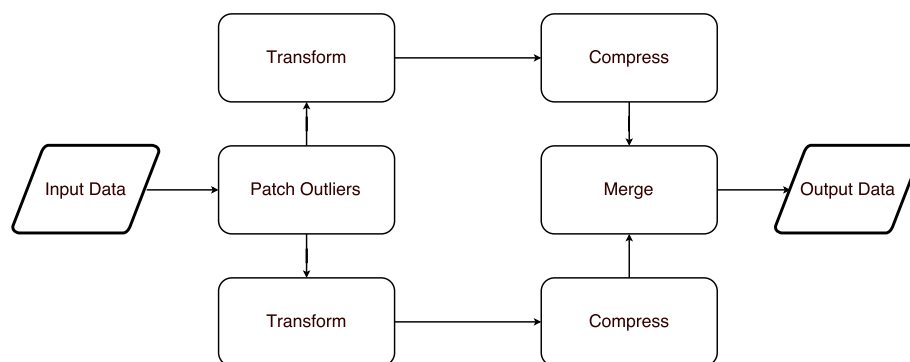 Transform
Compress
Input Data
Patch Outliers
Merge
Output Data
Transform
Compress